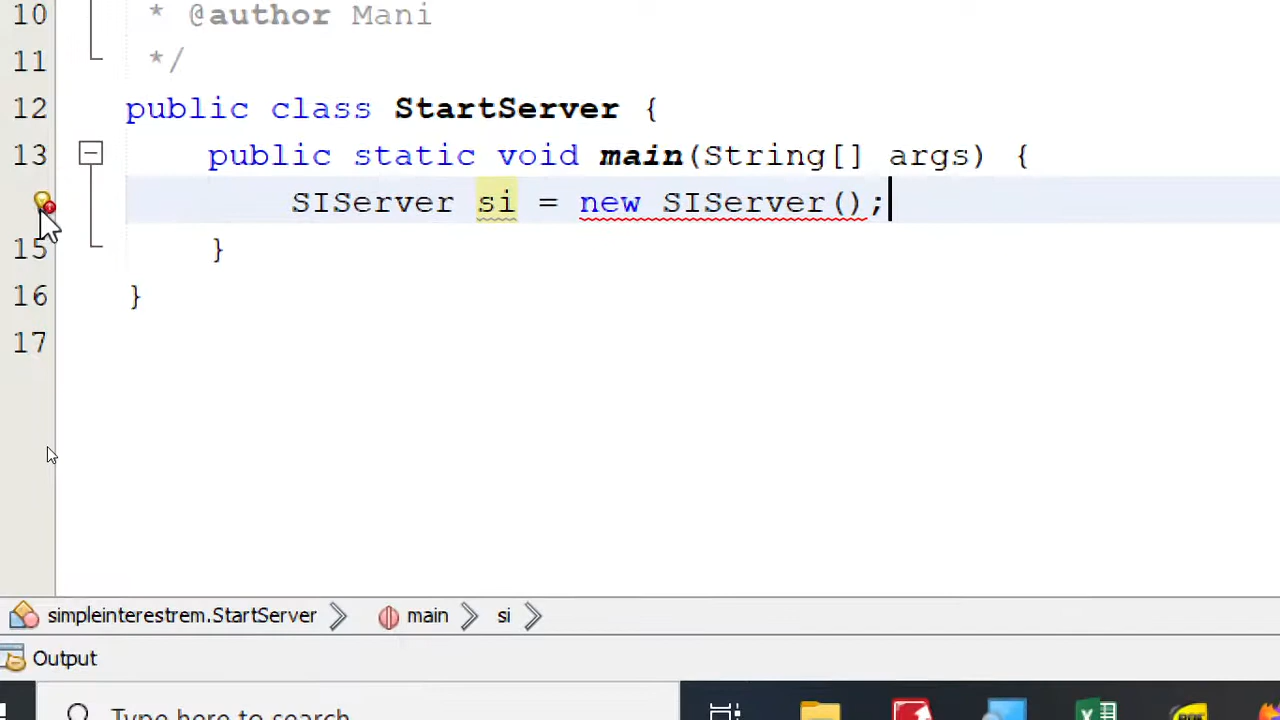 10 * @author Mani
11 */
12 public class StartServer {
13 public static void main(String[] args) {
SIServer si = new SIServer();
15 }
16 }
17
simpleinterestrem.StartServer main si
Output
Type here to search